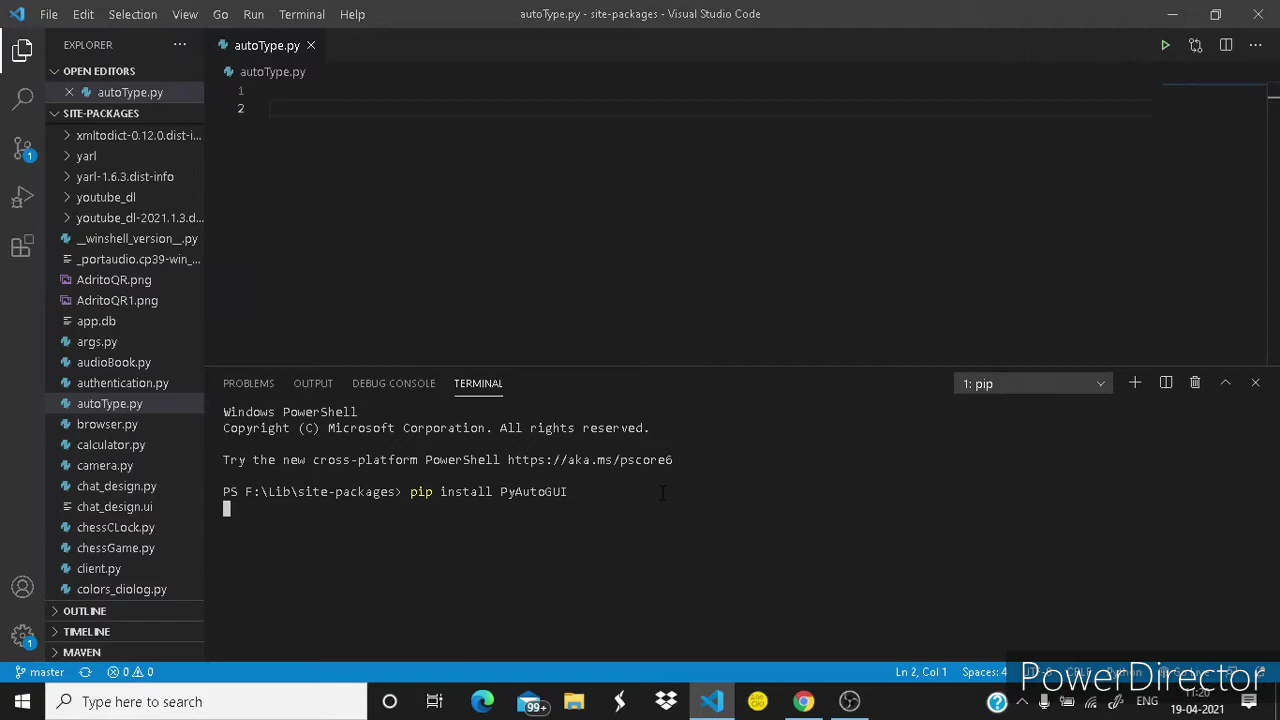 File Edit Selection View Go Run Terminal Help
autoType.py - site-packages - Visual Studio Code
EXPLORER
autoType.py
OPEN EDITORS
autoType.py
autoType.py
SITE-PACKAGES
1
2
xmltodict-0.12.0.dist-i...
yarl
yarl-1.6.3.dist-info
youtube_dl
youtube_dl-2021.1.3.d...
__winshell_version__.py
_portaudio.cp39-win_...
AdritoQR.png
AdritoQR1.png
app.db
args.py
audioBook.py
authentication.py
autoType.py
browser.py
calculator.py
camera.py
chat_design.py
chat_design.ui
chessCLock.py
chessGame.py
client.py
colors_diolog.py
OUTLINE
TIMELINE
MAVEN
1
1
PROBLEMS OUTPUT DEBUG CONSOLE TERMINAL
1: pip
Windows PowerShell
Copyright (C) Microsoft Corporation. All rights reserved.
Try the new cross-platform PowerShell https://aka.ms/pscore6
PS F:\Lib\site-packages> pip install PyAutoGUI
master
0 0
Ln 2, Col 1
Spaces: 4
PowerDirector
Type here to search
99+
ENG
11:20
19-04-2021